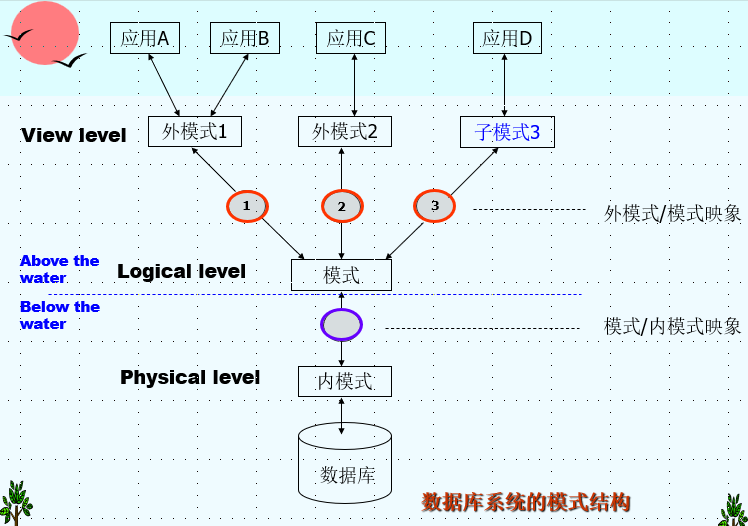 应用A
应用B
应用C
应用D
View level
外模式1
外模式2
子模式3
1
2
3
外模式/模式映象
Above the
water
Logical level
模式
Below the
water
模式/内模式映象
Physical level
内模式
数据库
数据库系统的模式结构